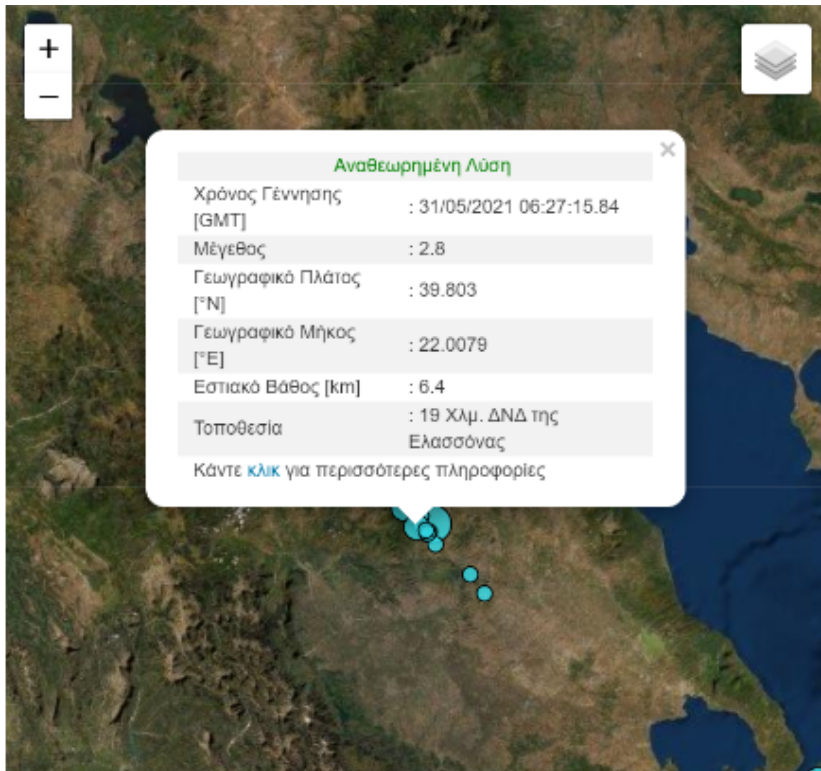 +
−
×
Αναθεωρημένη Λύση
Χρόνος Γέννησης
[GMT]
: 31/05/2021 06:27:15.84
Μέγεθος : 2.8
Γεωγραφικό Πλάτος
[°N]
: 39.803
Γεωγραφικό Μήκος
[°E]
: 22.0079
Εστιακό Βάθος [km] : 6.4
Τοποθεσία
: 19 Χλμ. ΔΝΔ της
Ελασσόνας
Κάντε κλικ για περισσότερες πληροφορίες